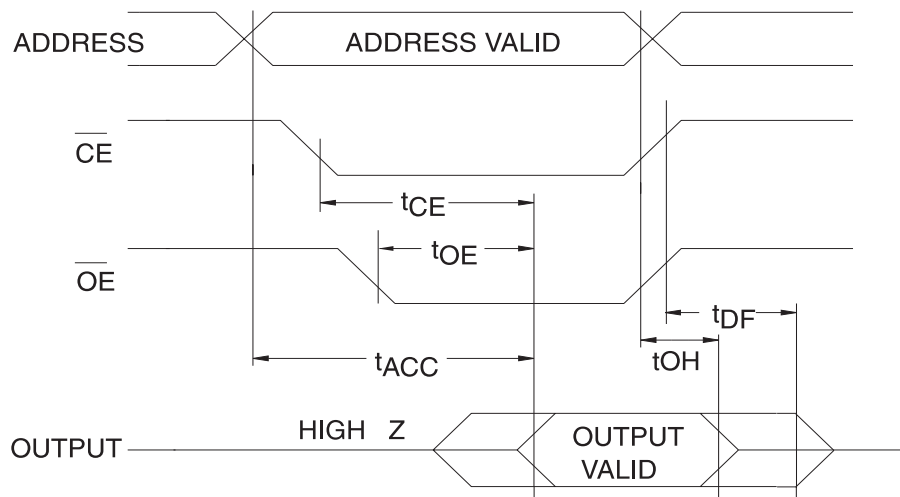 ADDRESS ADDRESS VALID
CE
tCE
tOE
OE
tDF
tACC
tOH
HIGH Z
OUTPUT
OUTPUT
VALID